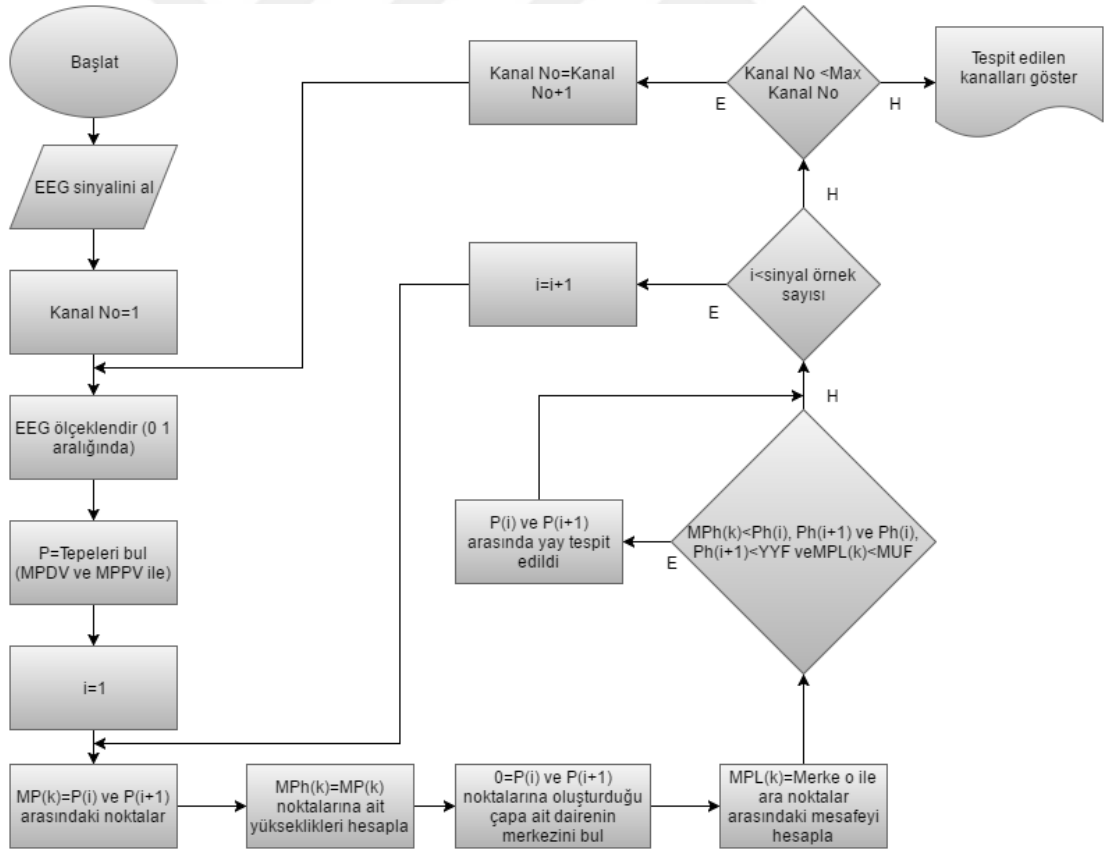 Başlat
EEG sinyalini al
Kanal No=1
EEG ölçeklendir (0 1
aralığında)
P=Tepeleri bul
(MPDV ve MPPV ile)
i=1
MP(k)=P(i) ve P(i+1)
arasındaki noktalar
MPh(k)=MP(k)
noktalarına ait
yükseklikleri hesapla
0=P(i) ve P(i+1)
noktalarına oluşturduğu
çapa ait dairenin
merkezini bul
MPL(k)=Merke o ile
ara noktalar
arasındaki mesafeyi
hesapla
MPh(k)<Ph(i), Ph(i+1) ve Ph(i),
Ph(i+1)<YYF veMPL(k)<MUF
E
P(i) ve P(i+1)
arasında yay tespit
edildi
H
i<sinyal örnek
sayısı
E
i=i+1
H
Kanal No <Max
Kanal No
E
Kanal No=Kanal
No+1
H
Tespit edilen
kanalları göster